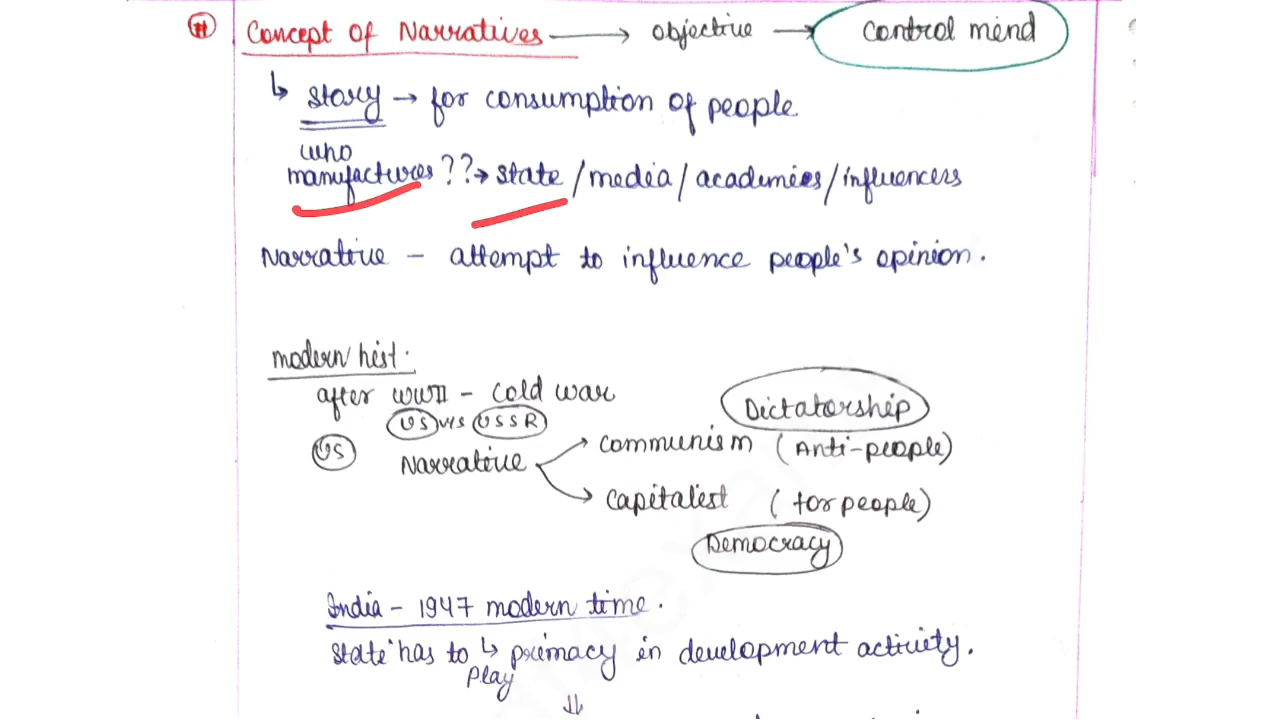 (#) Concept of Narratives → objective → control mind
↳ story → for consumption of people
who
manufactures ??→ state / media / academies / influencers
Narrative - attempt to influence people's opinion.
modern hist.
after WWII - cold war
US v/s USSR
Dictatorship
US Narrative communism (Anti-people)
capitalist (for people)
Democracy
India - 1947 modern time.
state has to ↳ primacy in development activity.
play
⇓